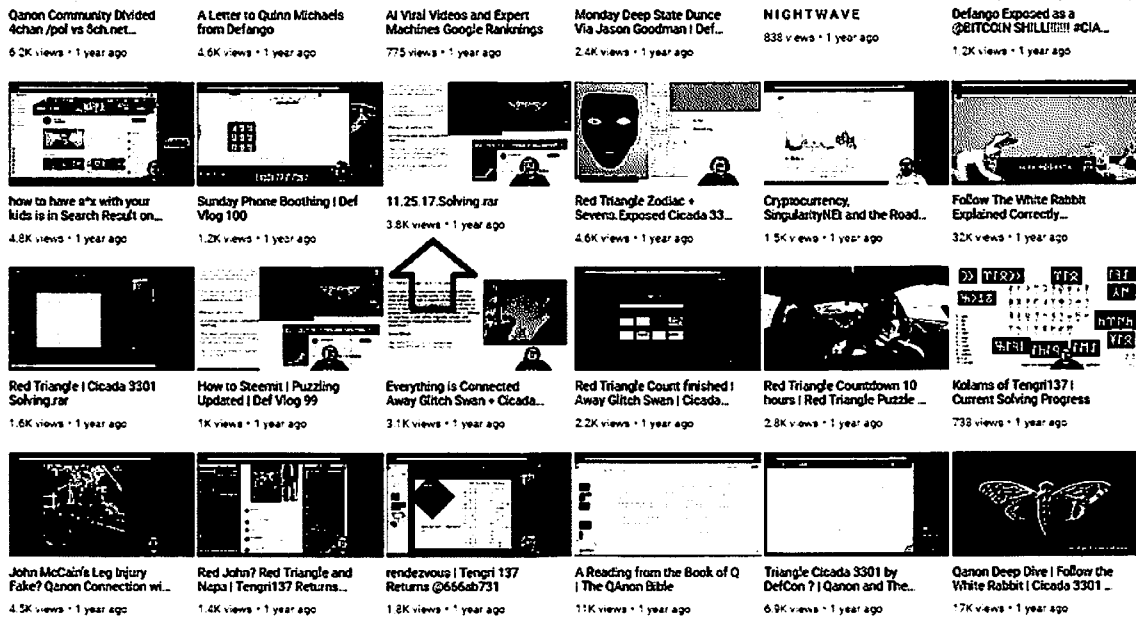 Qanon Community Divided
4chan /pol vs 8ch.net...
6.2K views • 1 year ago
A Letter to Quinn Michaels
from Defango
4.6K views • 1 year ago
AI Viral Videos and Expert
Machines Google Ranknings
775 views • 1 year ago
Monday Deep State Dunce
Via Jason Goodman | Def...
2.4K views • 1 year ago
NIGHTWAVE
838 views • 1 year ago
Defango Exposed as a
@BITCOIN SHILL!!!!!! #CIA...
1.2K views • 1 year ago
how to have s*x with your
kids is in Search Result on...
4.8K views • 1 year ago
Sunday Phone Boothing | Def
Vlog 100
1.2K views • 1 year ago
11.25.17.Solving.rar
3.8K views • 1 year ago
Red Triangle Zodiac +
Sevens.Exposed Cicada 33...
4.6K views • 1 year ago
Cryptocurrency,
SingularityNEt and the Road...
1.5K views • 1 year ago
Follow The White Rabbit
Explained Correctly...
32K views • 1 year ago
Red Triangle | Cicada 3301
Solving.rar
1.6K views • 1 year ago
How to Steemit | Puzzling
Updated | Def Vlog 99
1K views • 1 year ago
Everything is Connected
Away Glitch Swan + Cicada...
3.1K views • 1 year ago
Red Triangle Count finished |
Away Glitch Swan | Cicada...
2.2K views • 1 year ago
Red Triangle Countdown 10
hours | Red Triangle Puzzle ...
2.8K views • 1 year ago
Kolams of Tengri137 |
Current Solving Progress
738 views • 1 year ago
John McCain's Leg Injury
Fake? Qanon Connection wi...
4.5K views • 1 year ago
Red John? Red Triangle and
Napa | Tengri137 Returns...
1.4K views • 1 year ago
rendezvous | Tengri 137
Returns @666ab731
1.8K views • 1 year ago
A Reading from the Book of Q
| The QAnon Bible
11K views • 1 year ago
Triangle Cicada 3301 by
DefCon ? | Qanon and The...
6.9K views • 1 year ago
Qanon Deep Dive | Follow the
White Rabbit | Cicada 3301 ...
17K views • 1 year ago